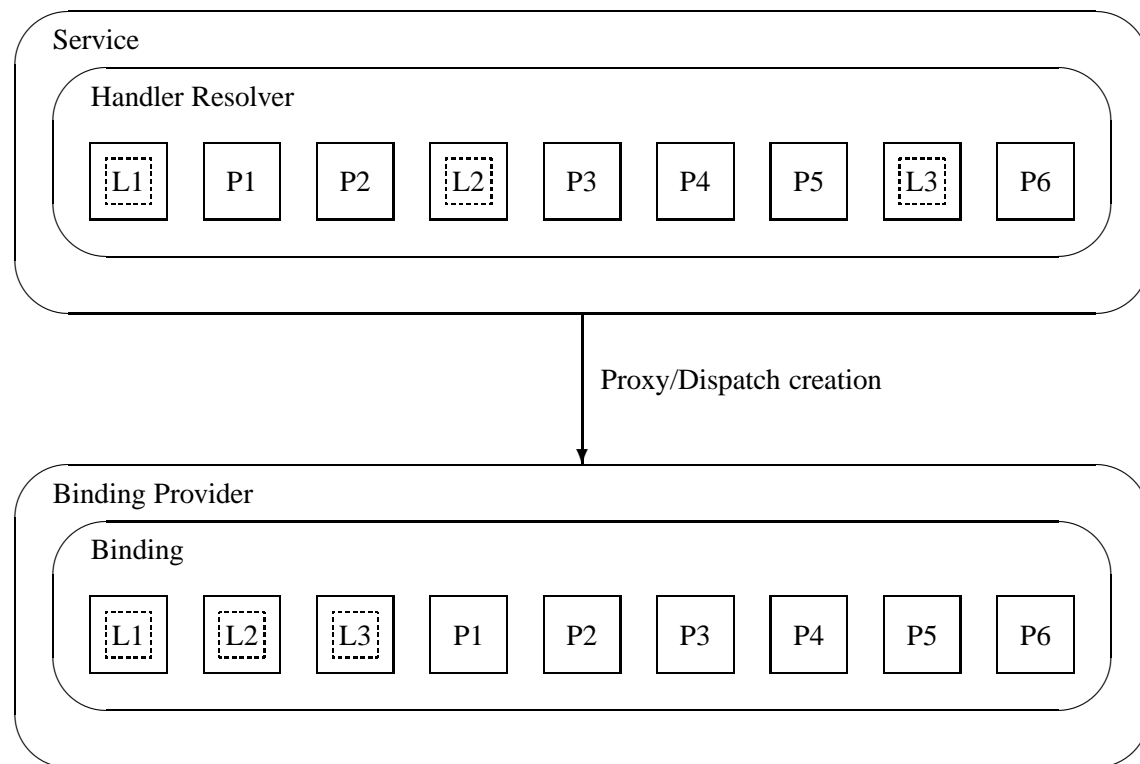 Service
Handler Resolver
L1 P1 P2 L2 P3 P4 P5 L3 P6
Proxy/Dispatch creation
Binding Provider
Binding
L1 L2 L3 P1 P2 P3 P4 P5 P6